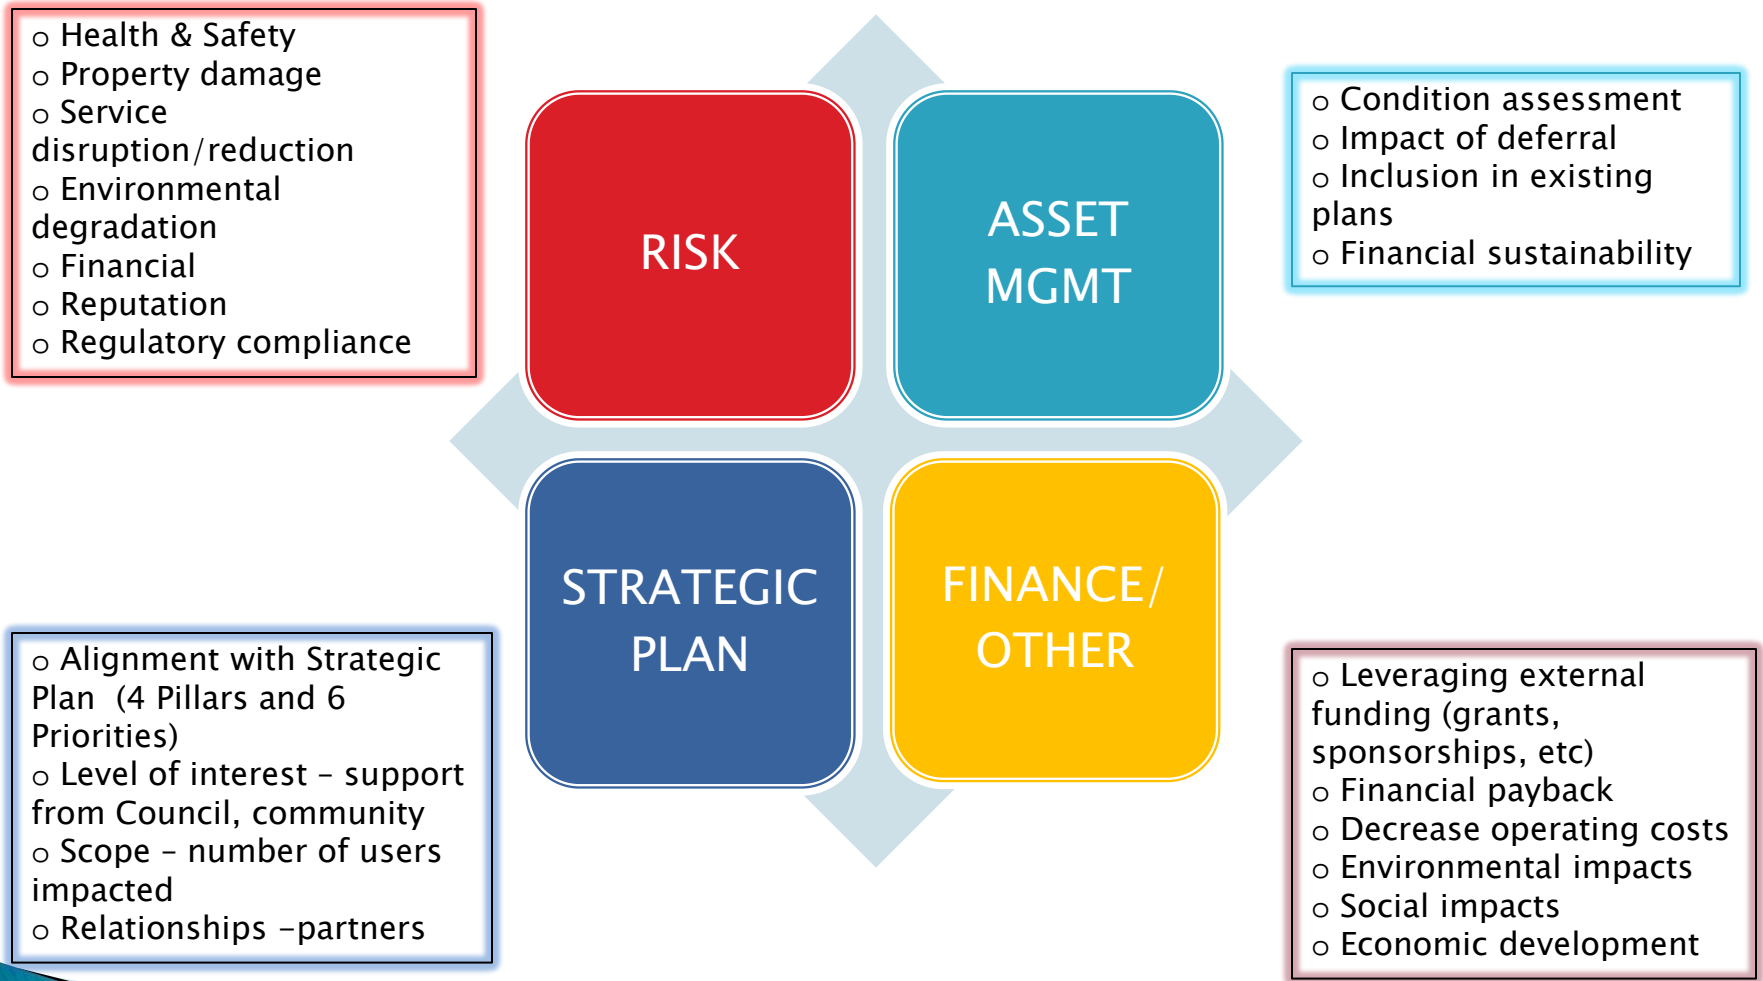 o Health & Safety
o Property damage
o Service
disruption/reduction
o Environmental
degradation
o Financial
o Reputation
o Regulatory compliance
RISK
ASSET
MGMT
o Condition assessment
o Impact of deferral
o Inclusion in existing
plans
o Financial sustainability
o Alignment with Strategic
Plan  (4 Pillars and 6
Priorities)
o Level of interest – support
from Council, community
o Scope – number of users
impacted
o Relationships –partners
STRATEGIC
PLAN
FINANCE/
OTHER
o Leveraging external
funding (grants,
sponsorships, etc)
o Financial payback
o Decrease operating costs
o Environmental impacts
o Social impacts
o Economic development